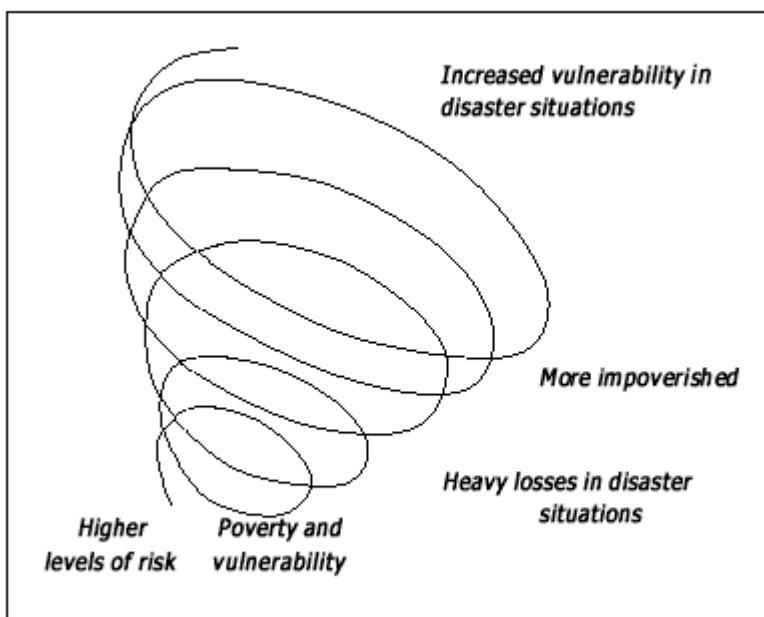 Increased vulnerability in
disaster situations
More impoverished
Heavy losses in disaster
situations
Higher
levels of risk
Poverty and
vulnerability